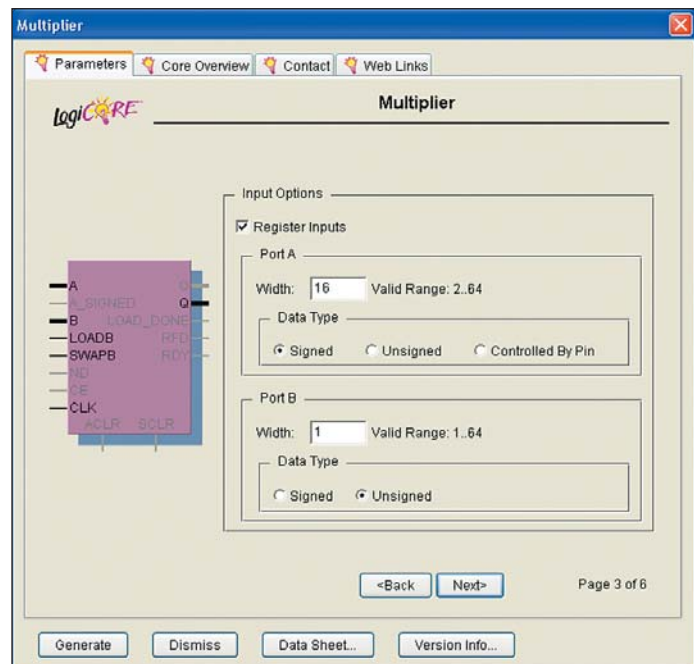 Multiplier
Parameters
Core Overview
Contact
Web Links
LogiCORE
Multiplier
Input Options
Register Inputs
Port A
Width: 16 Valid Range: 2..64
Data Type
Signed Unsigned Controlled By Pin
Port B
Width: 1 Valid Range: 1..64
Data Type
Signed Unsigned
A O
A_SIGNED Q
B LOAD_DONE
LOADB RFD
SWAPB RDY
ND
CE
CLK
ACLR SCLR
<Back Next> Page 3 of 6
Generate Dismiss Data Sheet... Version Info...